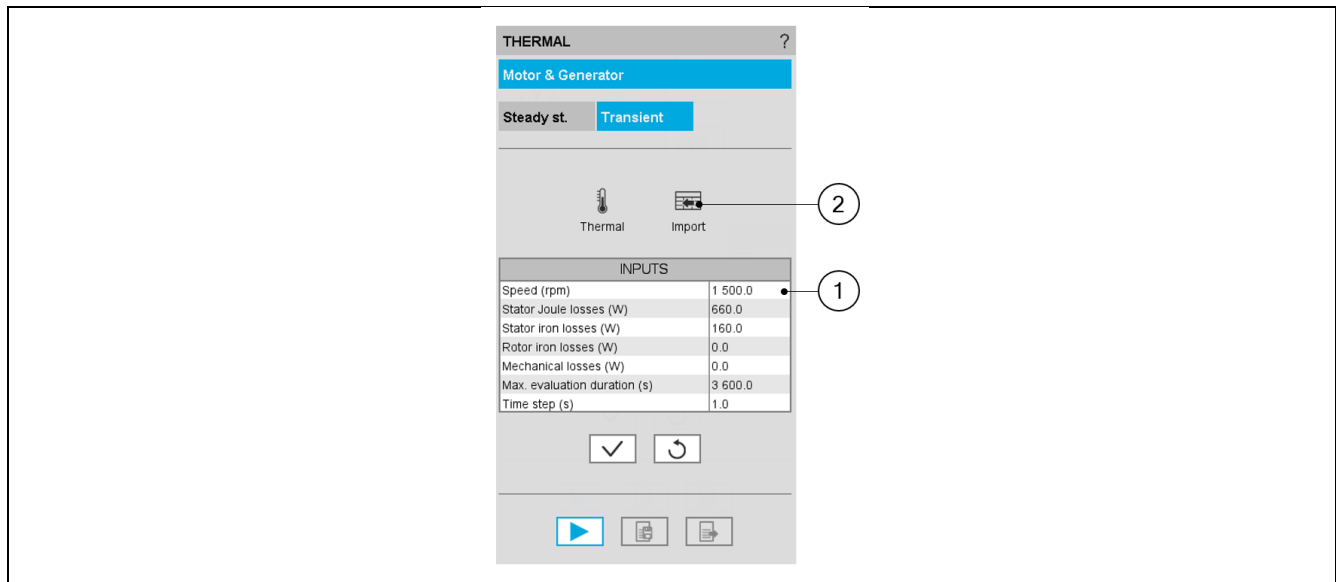 THERMAL ?
Motor & Generator
Steady st. Transient
Thermal Import
2
INPUTS
Speed (rpm) 1 500.0
1
Stator Joule losses (W) 660.0
Stator iron losses (W) 160.0
Rotor iron losses (W) 0.0
Mechanical losses (W) 0.0
Max. evaluation duration (s) 3 600.0
Time step (s) 1.0